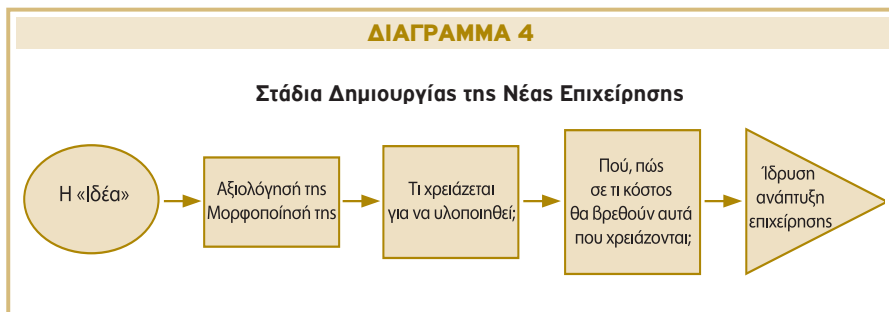 ΔΙΑΓΡΑΜΜΑ 4
Στάδια Δημιουργίας της Νέας Επιχείρησης
Η «Ιδέα»
Αξιολόγησή της
Μορφοποίησή της
Τι χρειάζεται
για να υλοποιηθεί;
Πού, πώς
σε τι κόστος
θα βρεθούν αυτά
που χρειάζονται;
Ίδρυση
ανάπτυξη
επιχείρησης